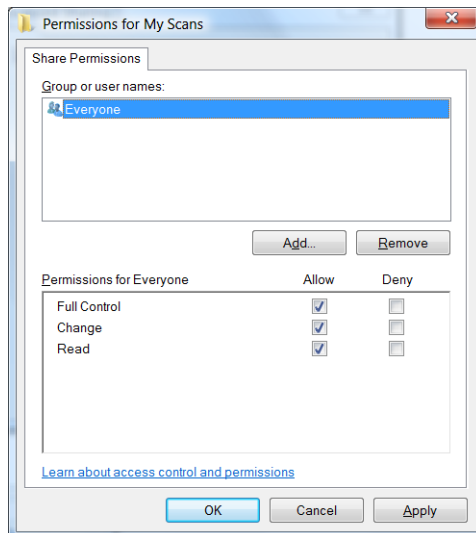 Permissions for My Scans
Share Permissions
Group or user names:
Everyone
Add... Remove
Permissions for Everyone Allow Deny
Full Control
Change
Read
Learn about access control and permissions
OK Cancel Apply